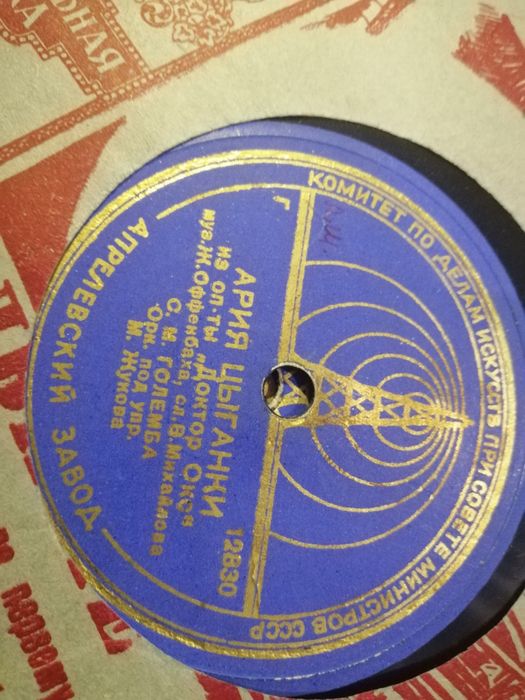 КОМИТЕТ ПО ДЕЛАМ ИСКУССТВ ПРИ СОВЕТЕ МИНИСТРОВ СССР
Г
12830
АРИЯ ЦЫГАНКИ
из оп-ты „Доктор Окс"
муз. Ж. Оффенбаха, сл. В. Михайлова
С. М. ГОЛЕМБА
Орк. под упр.
М. Жукова
АПРЕЛЕВСКИЙ ЗАВОД